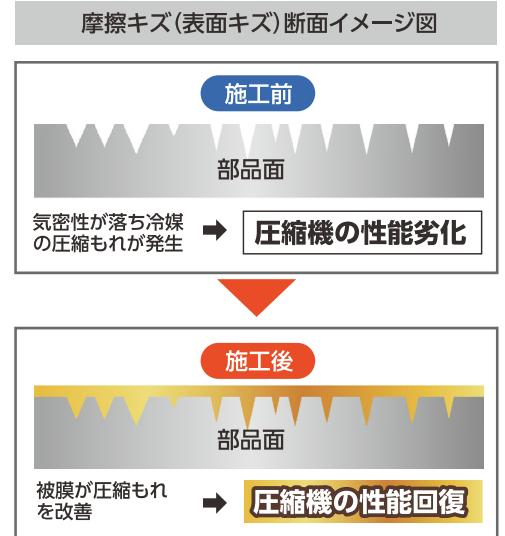 摩擦キズ(表面キズ)断面イメージ図
施工前
部品面
気密性が落ち冷媒
の圧縮もれが発生
圧縮機の性能劣化
施工後
部品面
被膜が圧縮もれ
を改善
圧縮機の性能回復